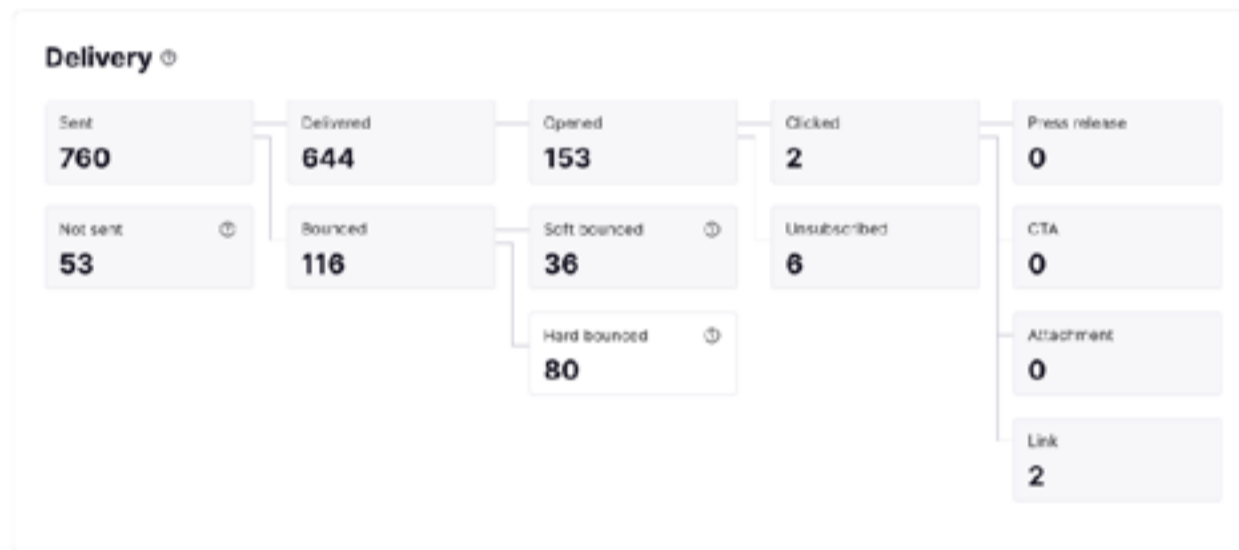 Delivery
Sent
760
Delivered
644
Opened
153
Clicked
2
Press release
0
Not sent
53
Bounced
116
Soft bounced
36
Unsubscribed
6
CTA
0
Hard bounced
80
Attachment
0
Link
2